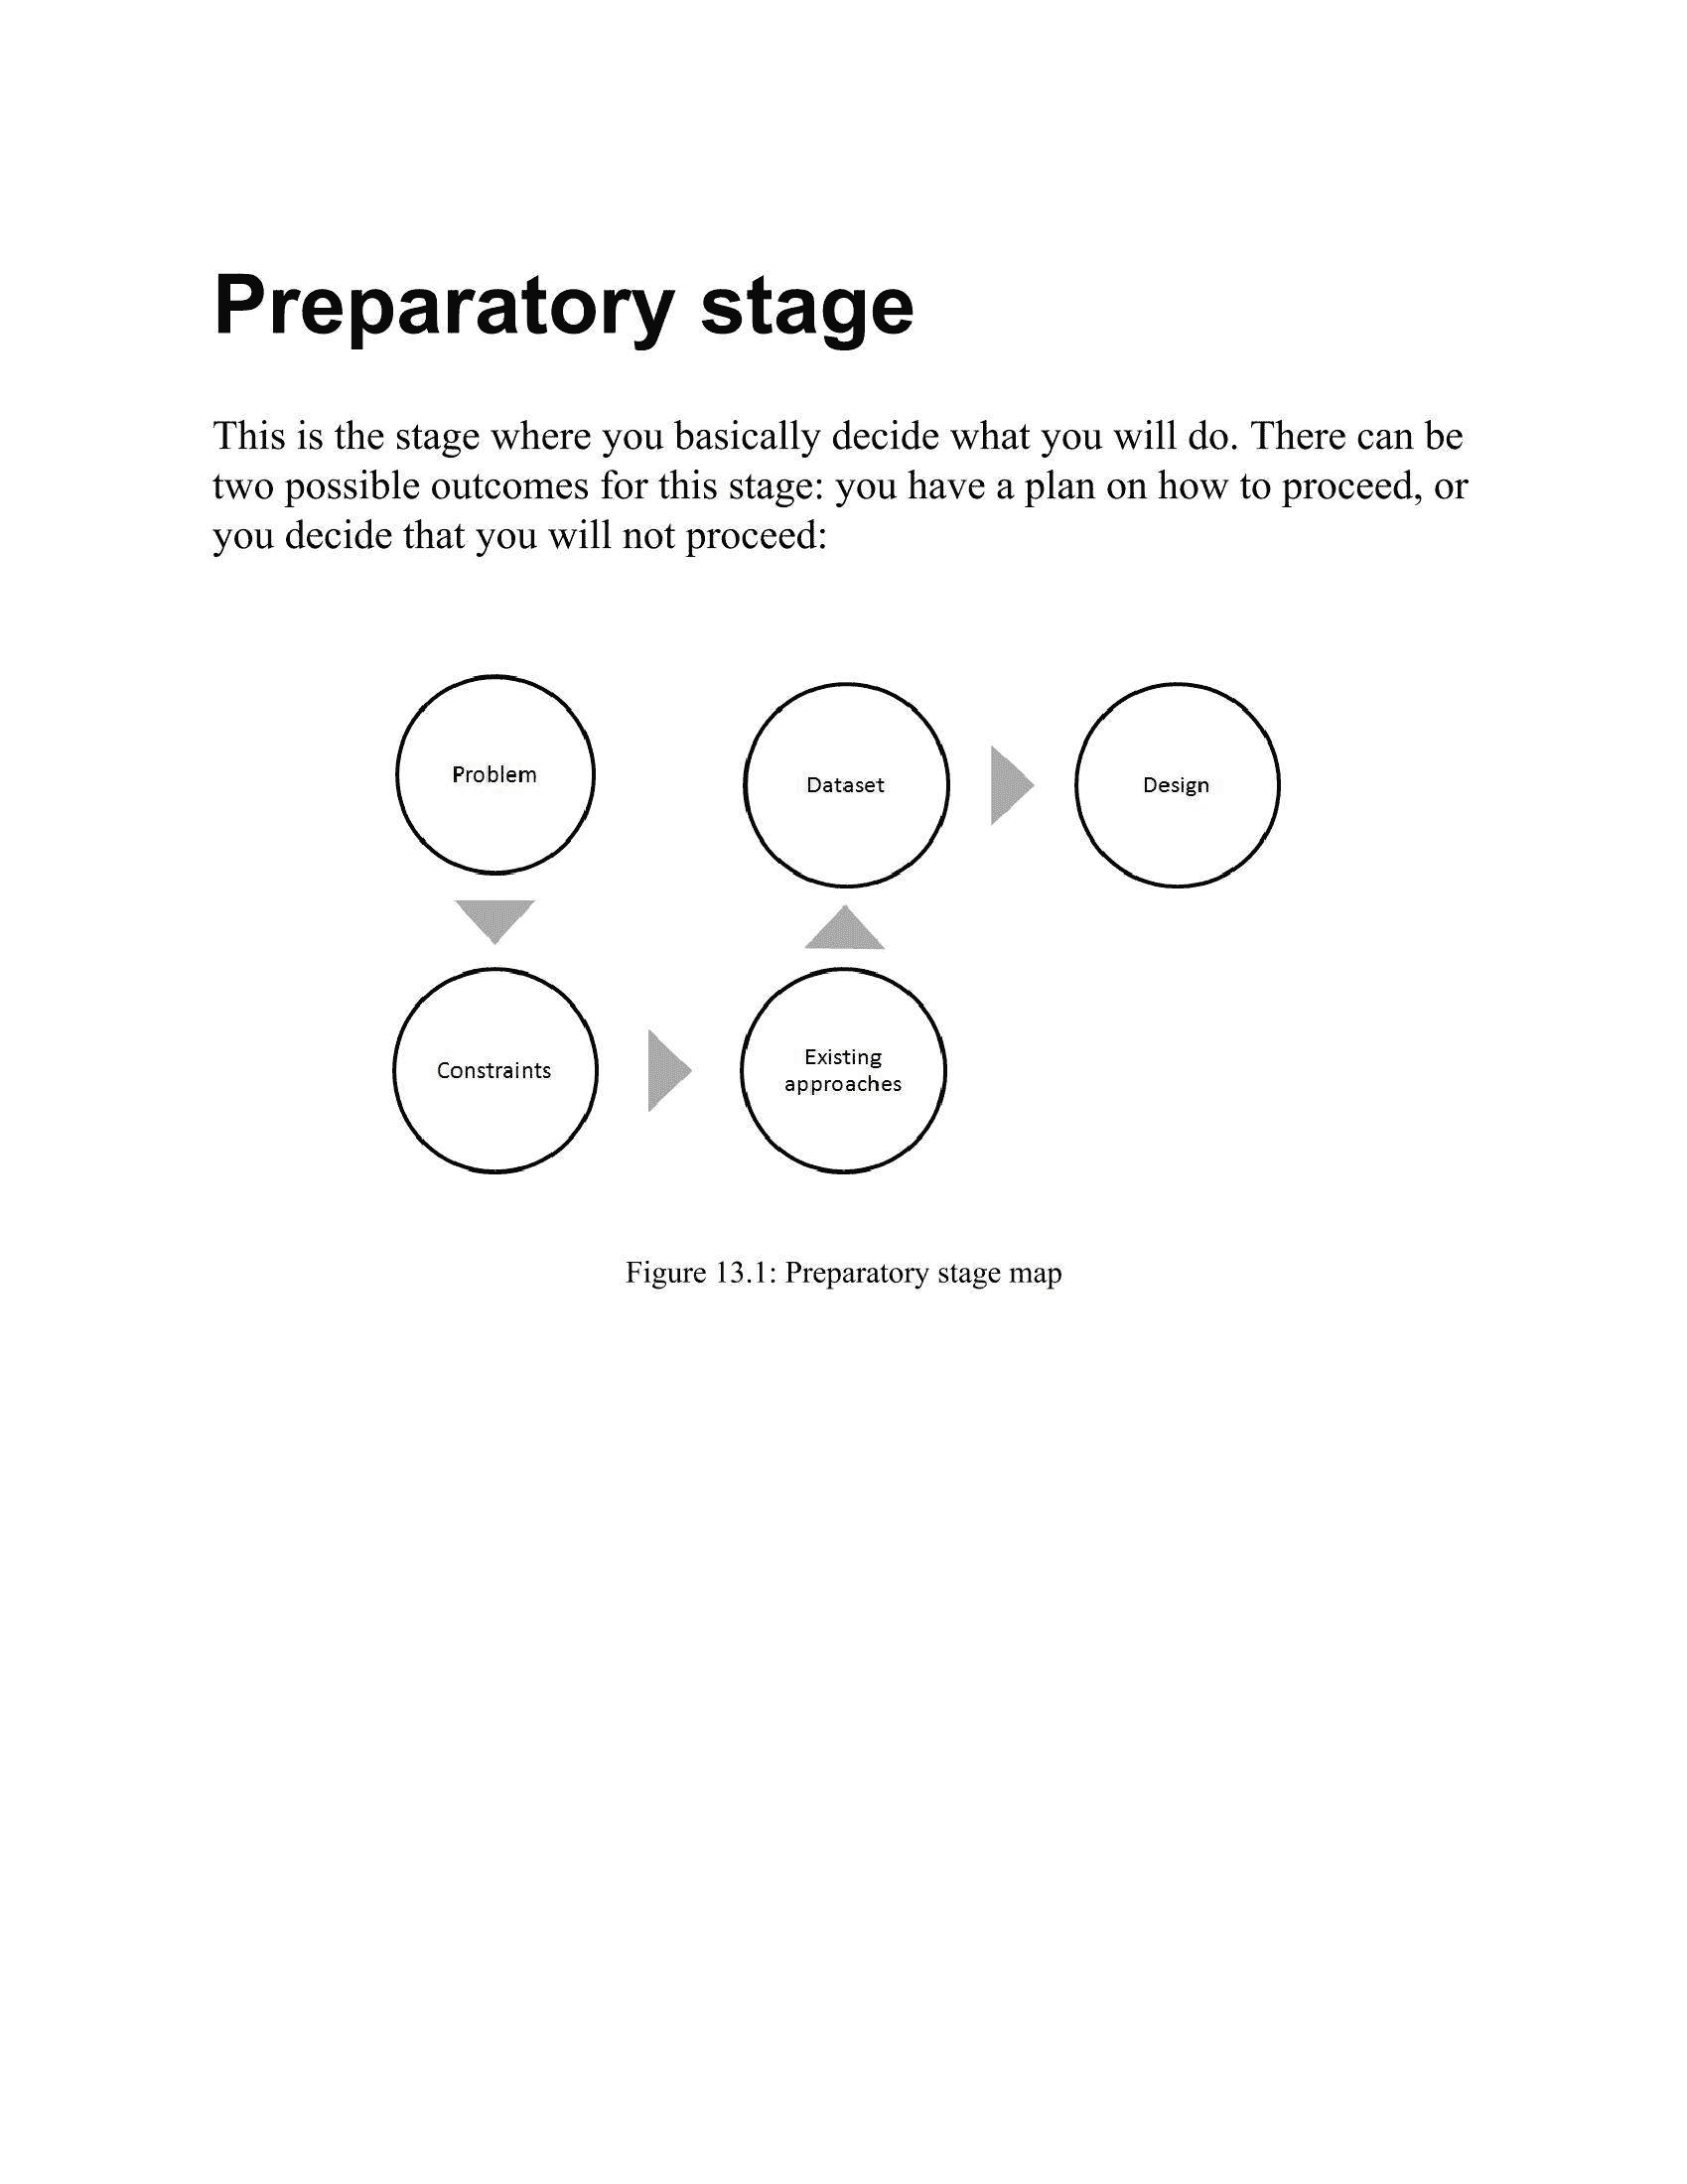 Preparatory stage
This is the stage where you basically decide what you will do. There can be
two possible outcomes for this stage: you have a plan on how to proceed, or
you decide that you will not proceed:
Problem
Dataset
Design
Constraints
Existing
approaches
Figure 13.1: Preparatory stage map